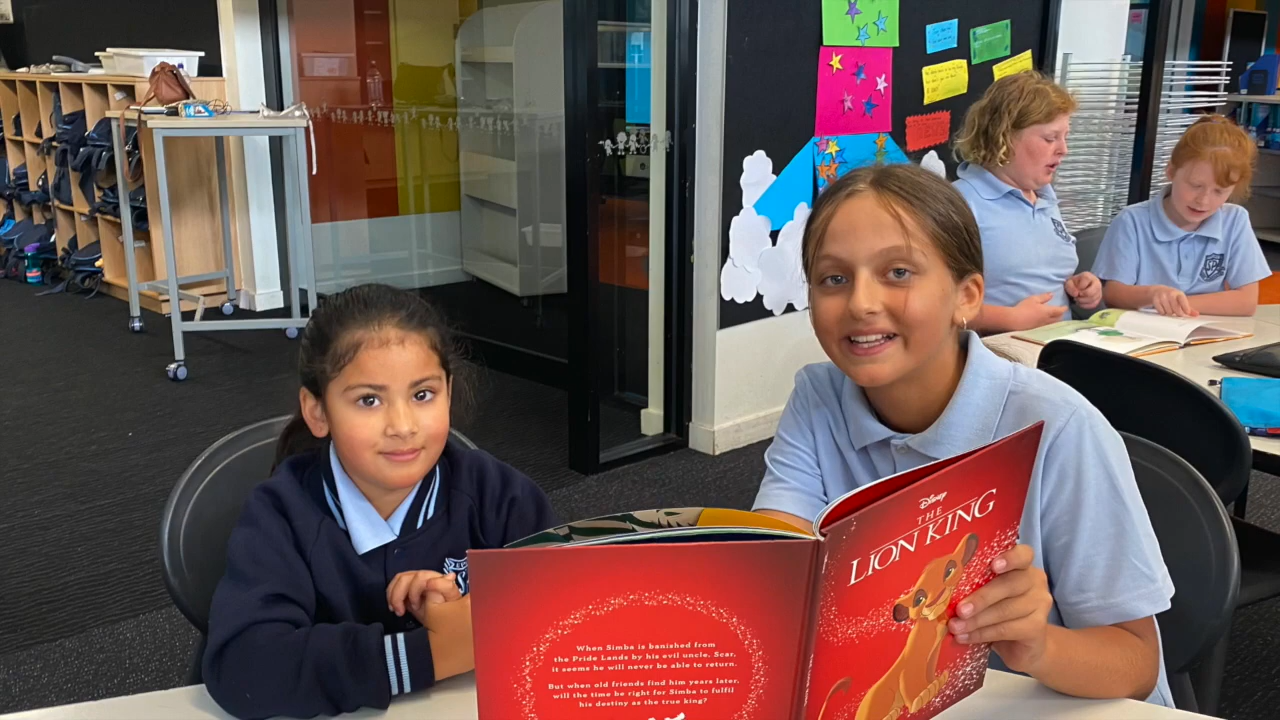 Disney
THE
LION KING
When Simba is banished from
the Pride Lands by his evil uncle, Scar,
it seems he will never be able to return.
But when old friends find him years later,
will the time be right for Simba to fulfil
his destiny as the true king?